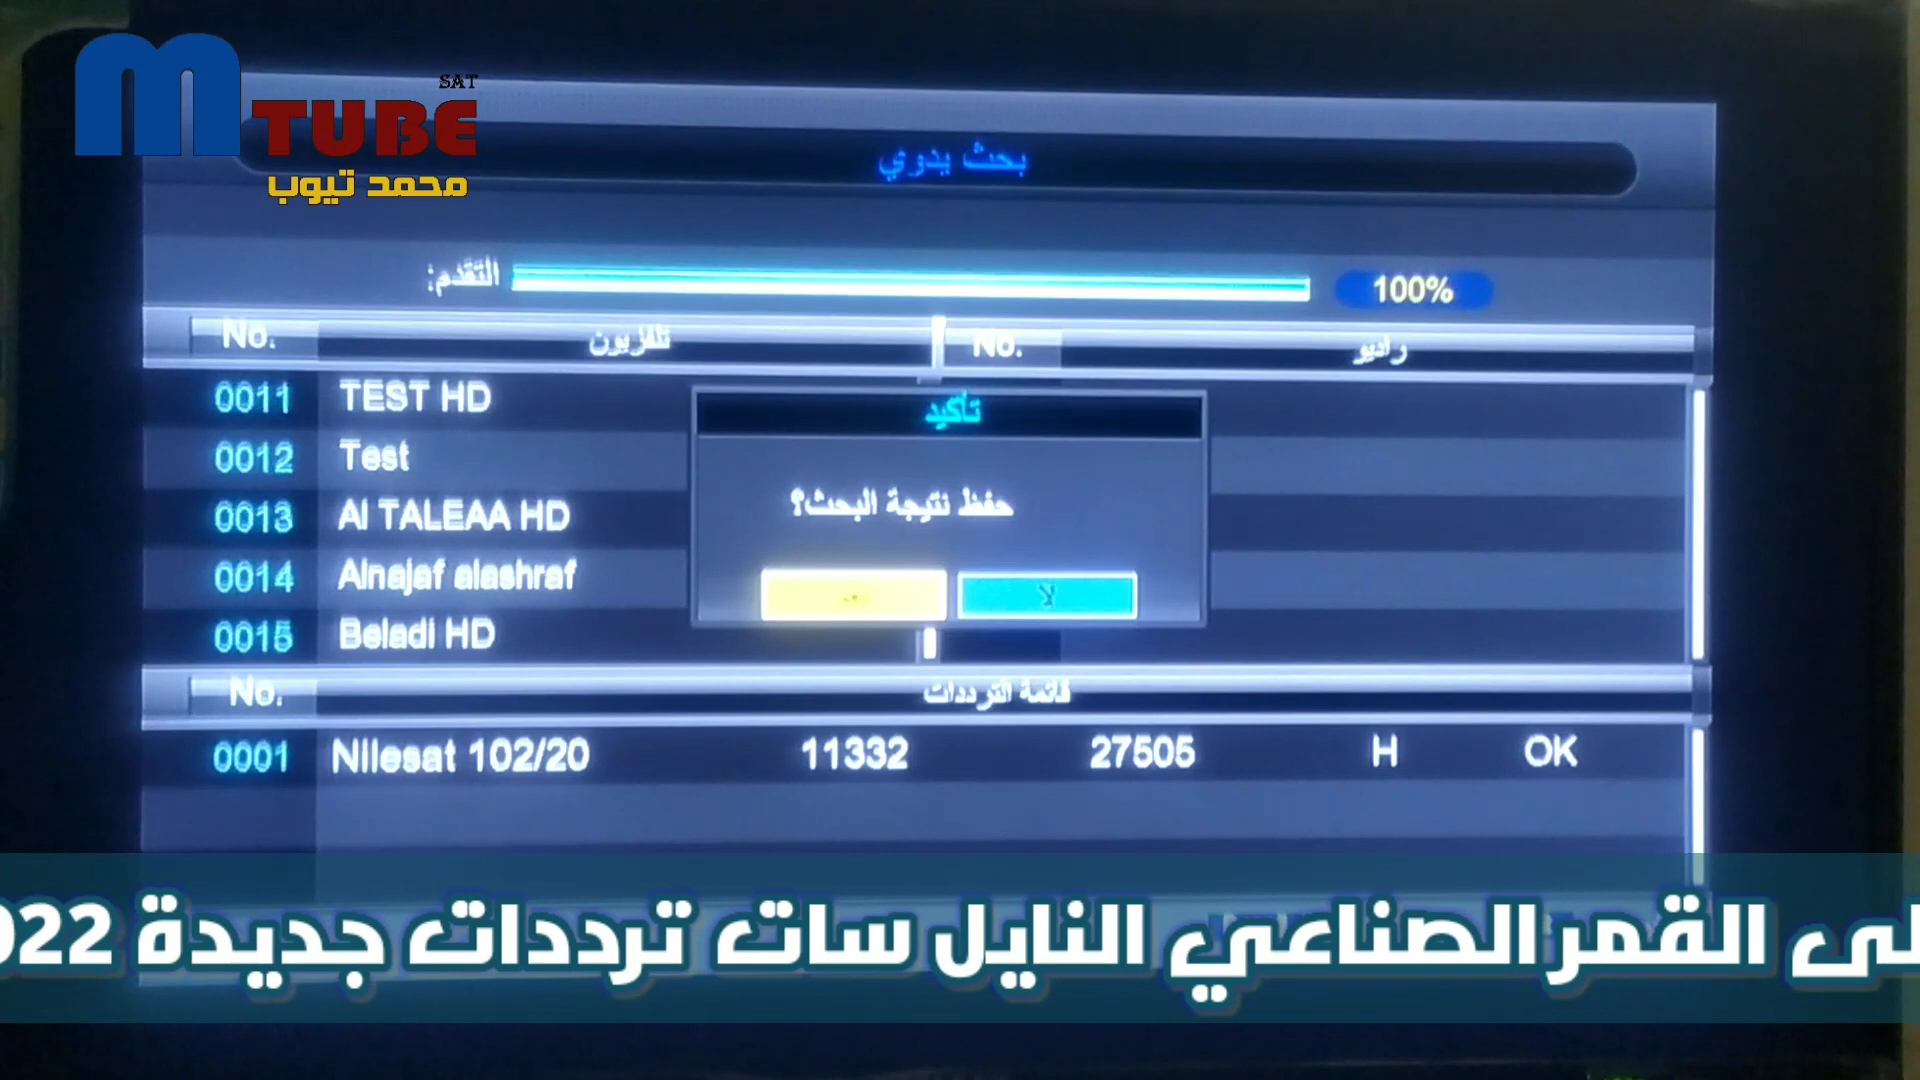 M TUBE SAT
محمد تيوب
بحث يدوي
التقدم:
100%
No. تلفزيون No. راديو
0011 TEST HD
0012 Test
0013 Al TALEAA HD
0014 Alnajaf alashraf
0015 Beladi HD
تأكيد
حفظ نتيجة البحث؟
لا
No. قائمة الترددات
0001 Nilesat 102/20 11332 27505 H OK
القمر الصناعي النايل سات ترددات جديدة